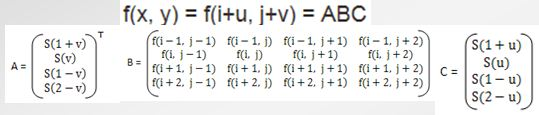 f(x, y) = f(i+u, j+v) = ABC
A = S(1 + v) T
S(v)
S(1 − v)
S(2 − v)
B = f(i − 1, j − 1) f(i − 1, j) f(i − 1, j + 1) f(i − 1, j + 2)
f(i, j − 1) f(i, j) f(i, j + 1) f(i, j + 2)
f(i + 1, j − 1) f(i + 1, j) f(i + 1, j + 1) f(i + 1, j + 2)
f(i + 2, j − 1) f(i + 2, j) f(i + 2, j + 1) f(i + 2, j + 2)
C = S(1 + u)
S(u)
S(1 − u)
S(2 − u)